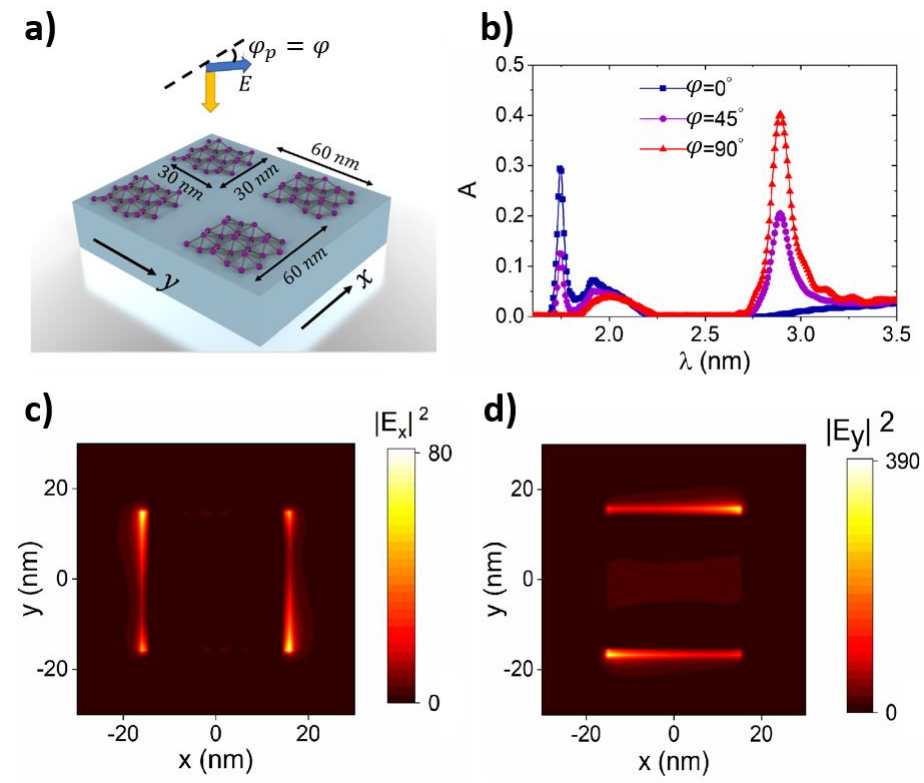 a)
φₚ = φ
E
60 nm
30 nm
30 nm
60 nm
y
x
b)
0.5
0.4
0.3
0.2
0.1
0.0
A
φ=0°
φ=45°
φ=90°
2.0 2.5 3.0 3.5
λ (nm)
c)
|Eₓ|²
80
0
20
0
-20
y (nm)
-20 0 20
x (nm)
d)
|Ey|²
390
0
20
0
-20
y (nm)
-20 0 20
x (nm)